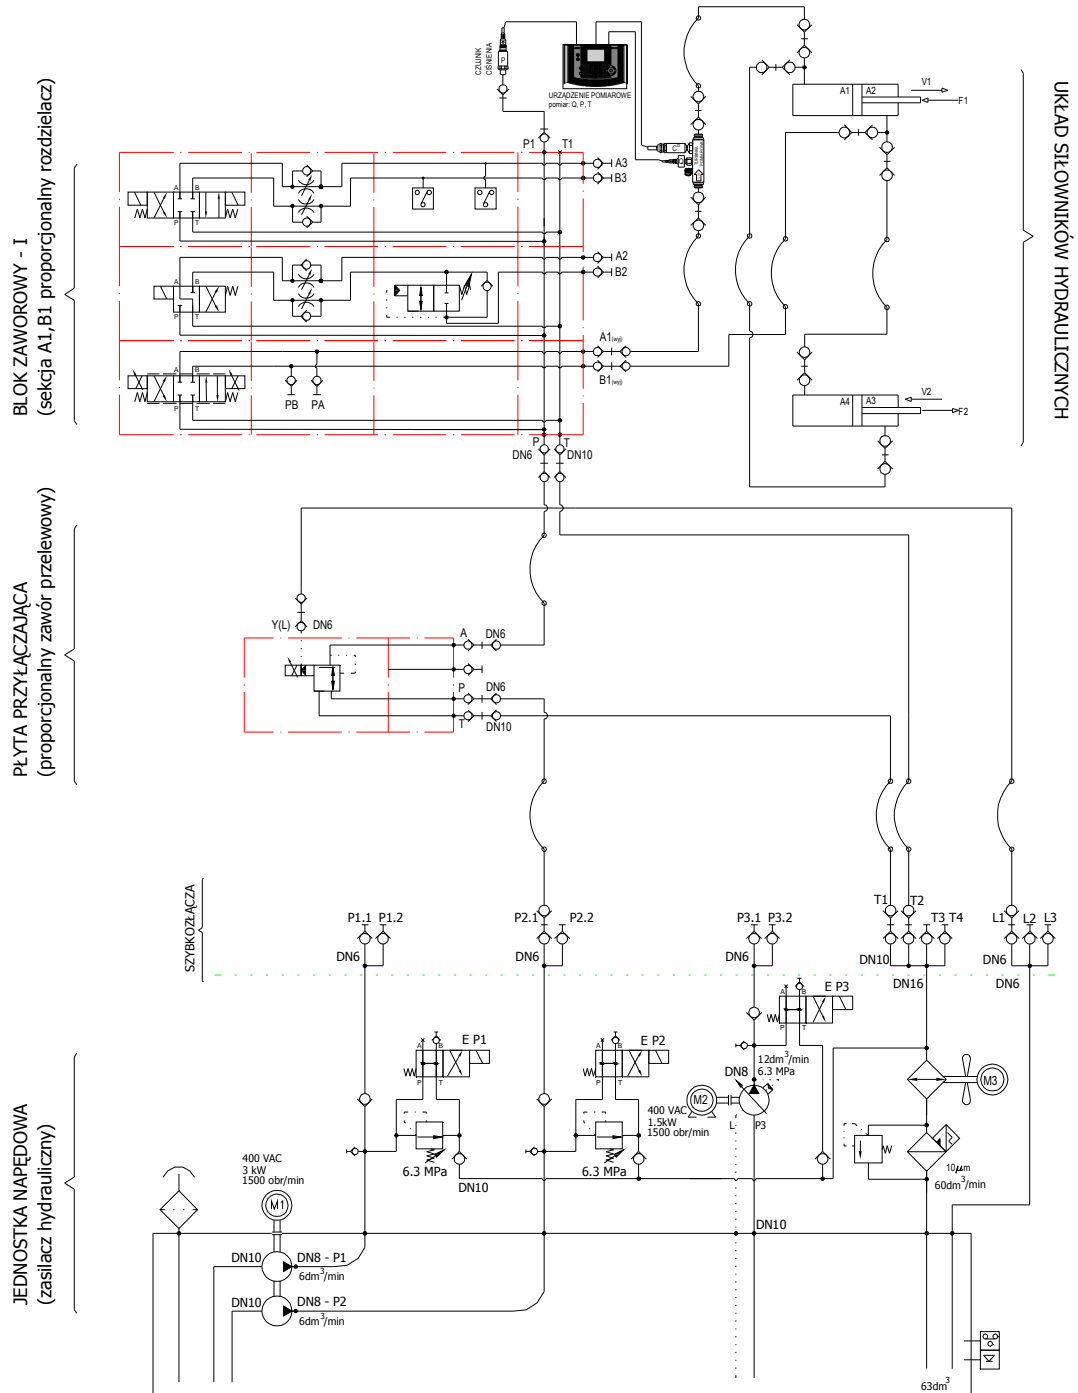 BLOK ZAWOROWY - I
(sekcja A1,B1 proporcjonalny rozdzielacz)
CZUJNIK
CIŚNIENIA
P
URZĄDZENIE POMIAROWE
pomiar: Q, P, T
UKŁAD SIŁOWNIKÓW HYDRAULICZNYCH
P1
T1
A3
B3
A2
B2
A1(wyj)
B1(wyj)
A B
P T
A B
P T
A B
P T
PB PA
P T
DN6 DN10
A1 A2
V1
F1
A4 A3
V2
F2
PŁYTA PRZYŁĄCZAJĄCA
(proporcjonalny zawór przelewowy)
Y(L) DN6
A DN6
P DN6
T DN10
SZYBKOZŁĄCZA
P1.1 P1.2
DN6
P2.1 P2.2
DN6
P3.1 P3.2
DN6
T1 T2 T3 T4
DN10
DN16
L1 L2 L3
DN6
DN6
JEDNOSTKA NAPĘDOWA
(zasilacz hydrauliczny)
E P1
A B
P T
6.3 MPa
DN10
E P2
A B
P T
6.3 MPa
E P3
A B
P T
12dm³/min
6.3 MPa
DN8
M2
400 VAC
1.5kW
1500 obr/min
L P3
M3
10μm
60dm³/min
DN10
400 VAC
3 kW
1500 obr/min
M1
DN10 DN8 - P1
6dm³/min
DN10 DN8 - P2
6dm³/min
63dm³